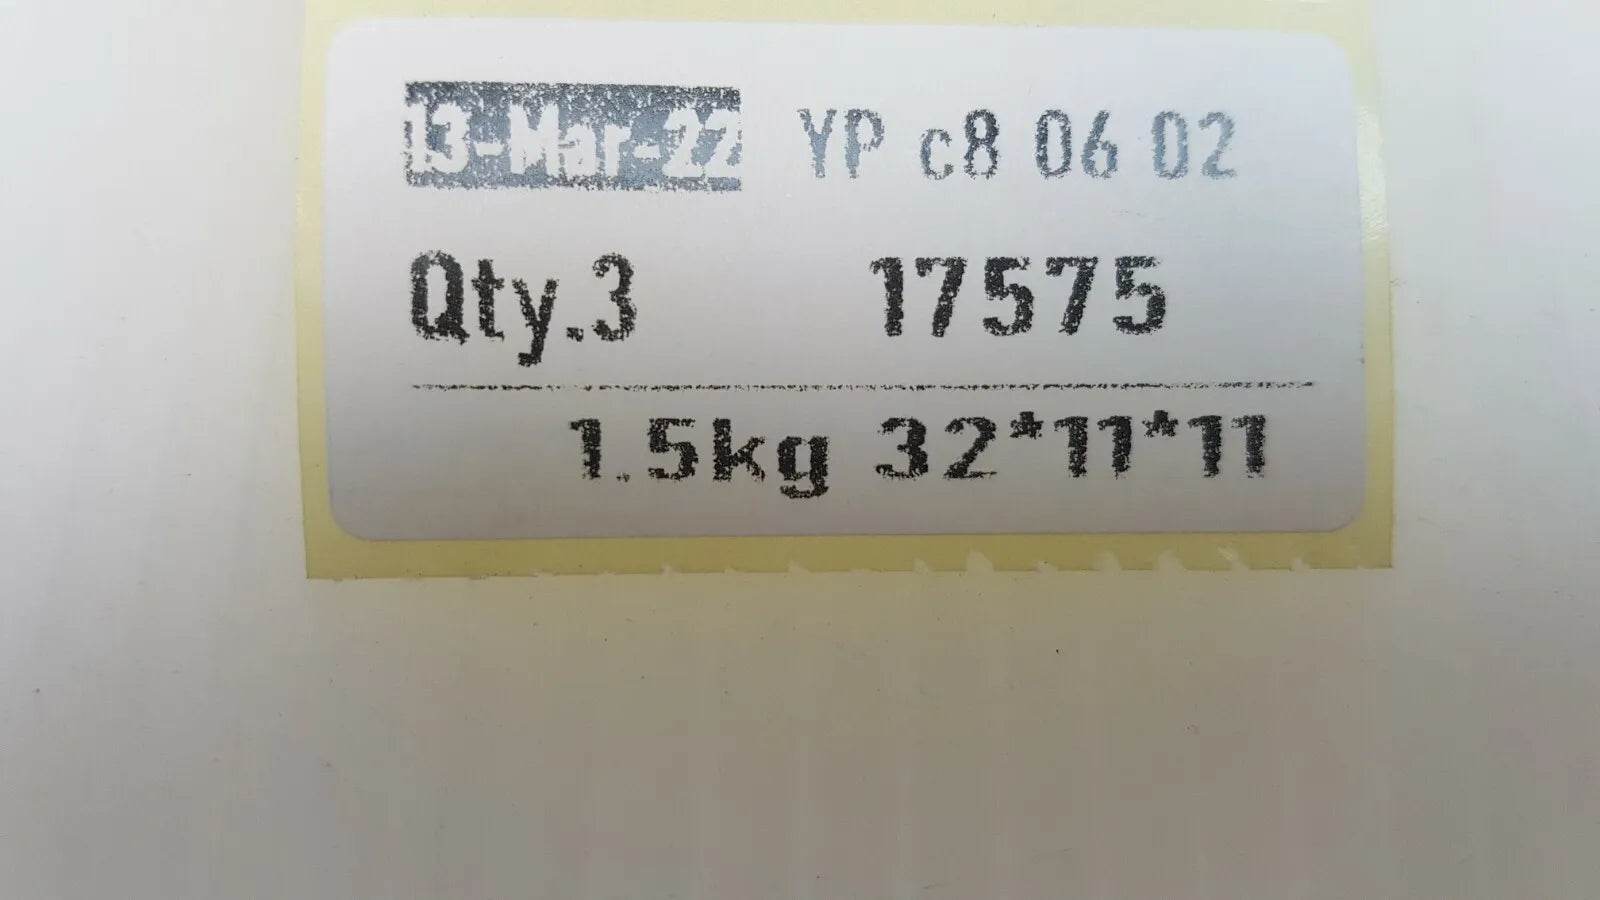 13-Mar-22 YP c8 06 02
Qty.3 17575
1.5kg 32*11*11